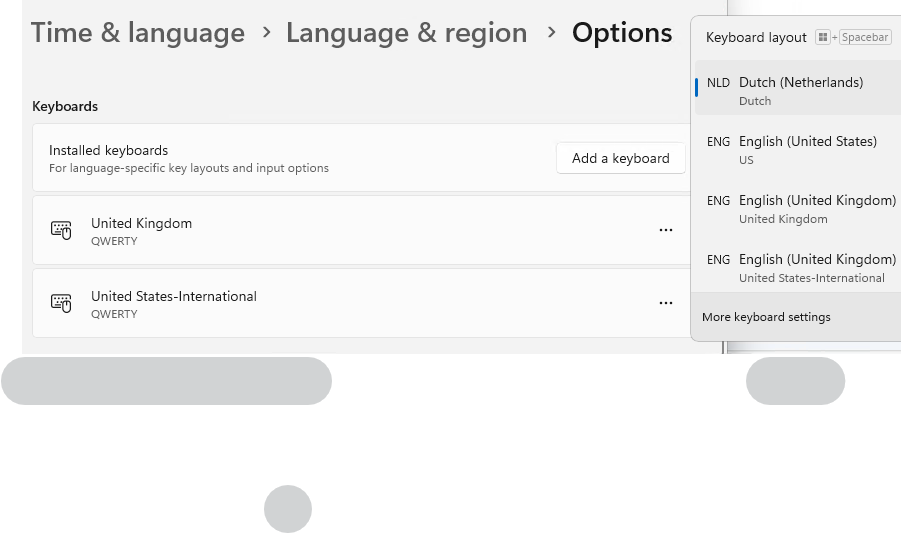 Time & language > Language & region > Options
Keyboards
Installed keyboards
For language-specific key layouts and input options
Add a keyboard
United Kingdom
QWERTY
United States-International
QWERTY
Keyboard layout + Spacebar
NLD Dutch (Netherlands)
Dutch
ENG English (United States)
US
ENG English (United Kingdom)
United Kingdom
ENG English (United Kingdom)
United States-International
More keyboard settings